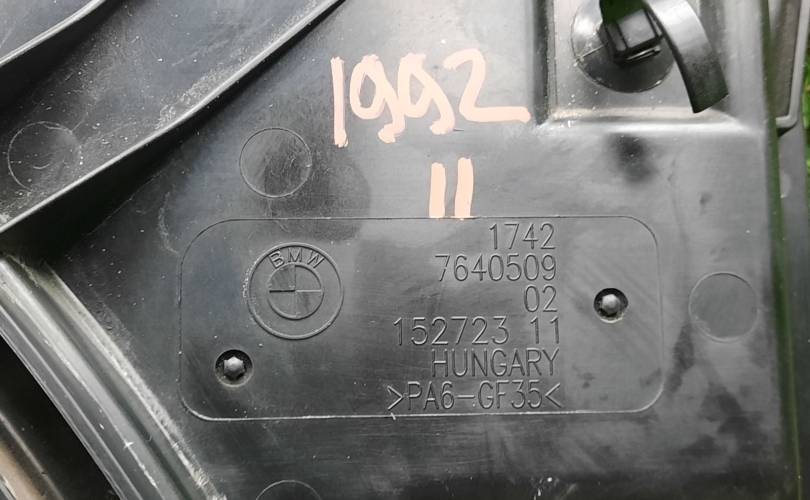 1992
11
BMW
1742
7640509
02
152723 11
HUNGARY
>PA6-GF35<